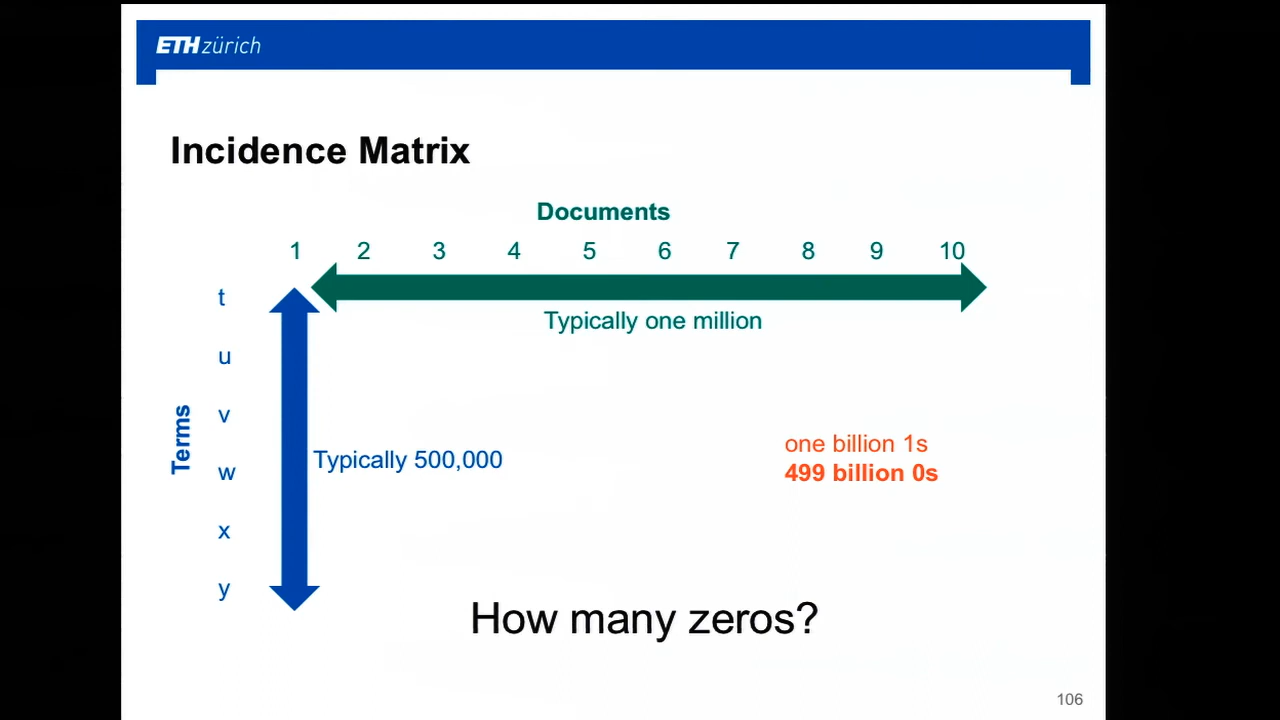 ETH zürich
Incidence Matrix
Documents
1 2 3 4 5 6 7 8 9 10
t
Typically one million
u
v
Terms
one billion 1s
Typically 500,000
w
499 billion 0s
x
y
How many zeros?
106